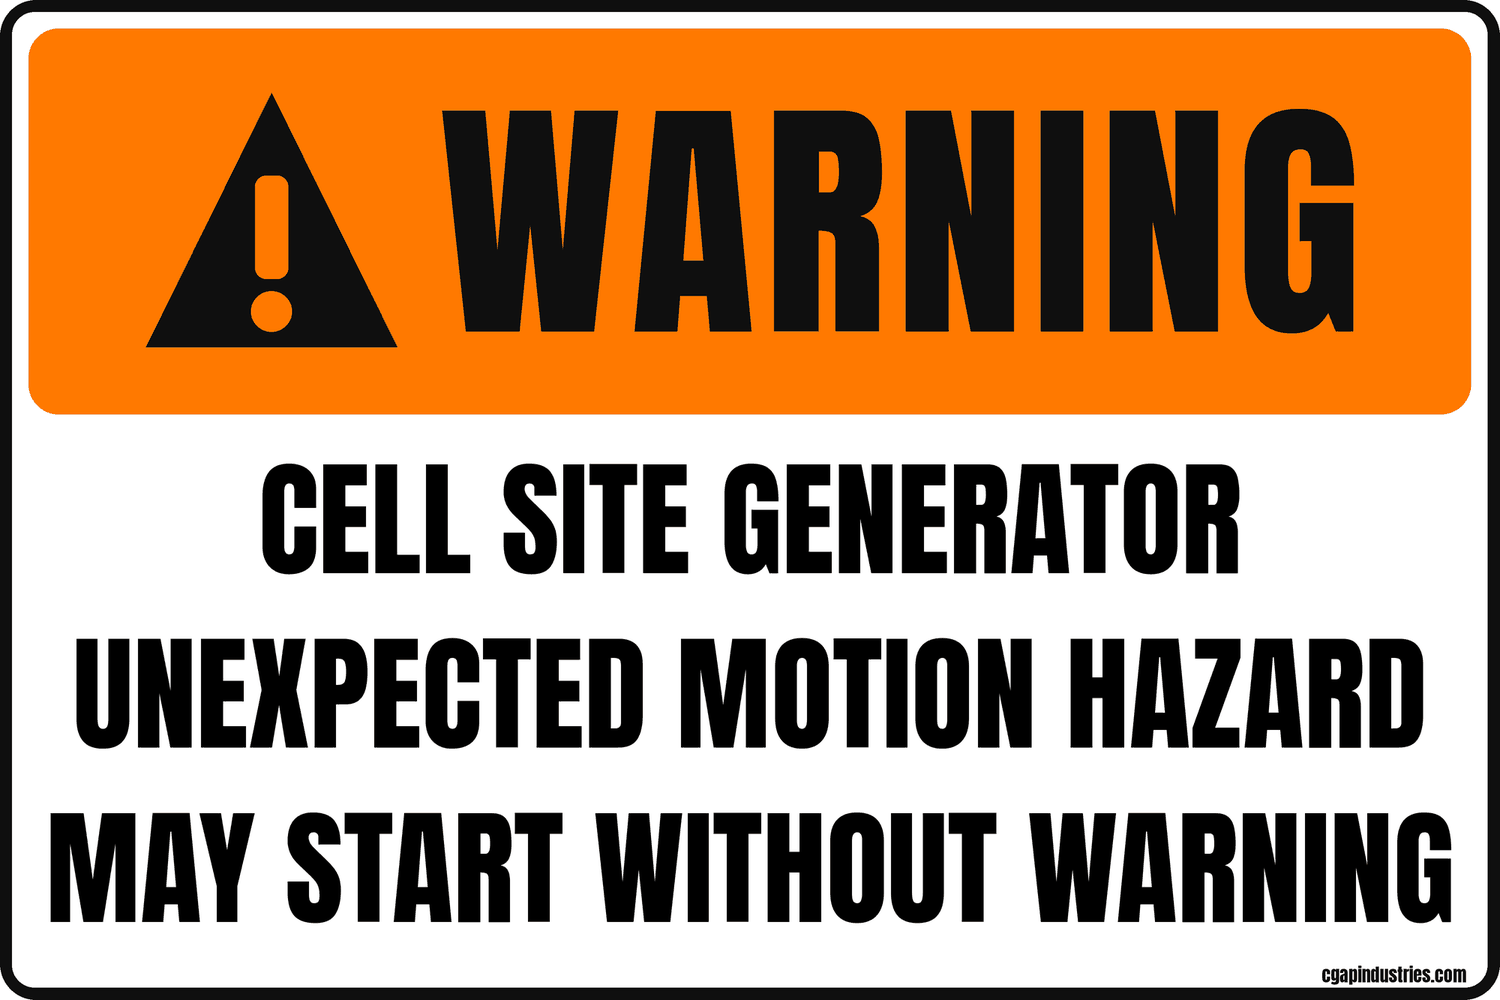 WARNING
CELL SITE GENERATOR
UNEXPECTED MOTION HAZARD
MAY START WITHOUT WARNING
cgapindustries.com